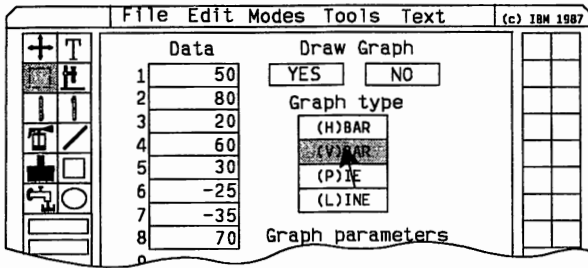 File Edit Modes Tools Text (c) IBM 1987
T
Data Draw Graph
1 50 YES NO
2 80 Graph type
3 20 (H)BAR
4 60 (V)BAR
5 30 (P)IE
6 -25 (L)INE
7 -35
8 70 Graph parameters